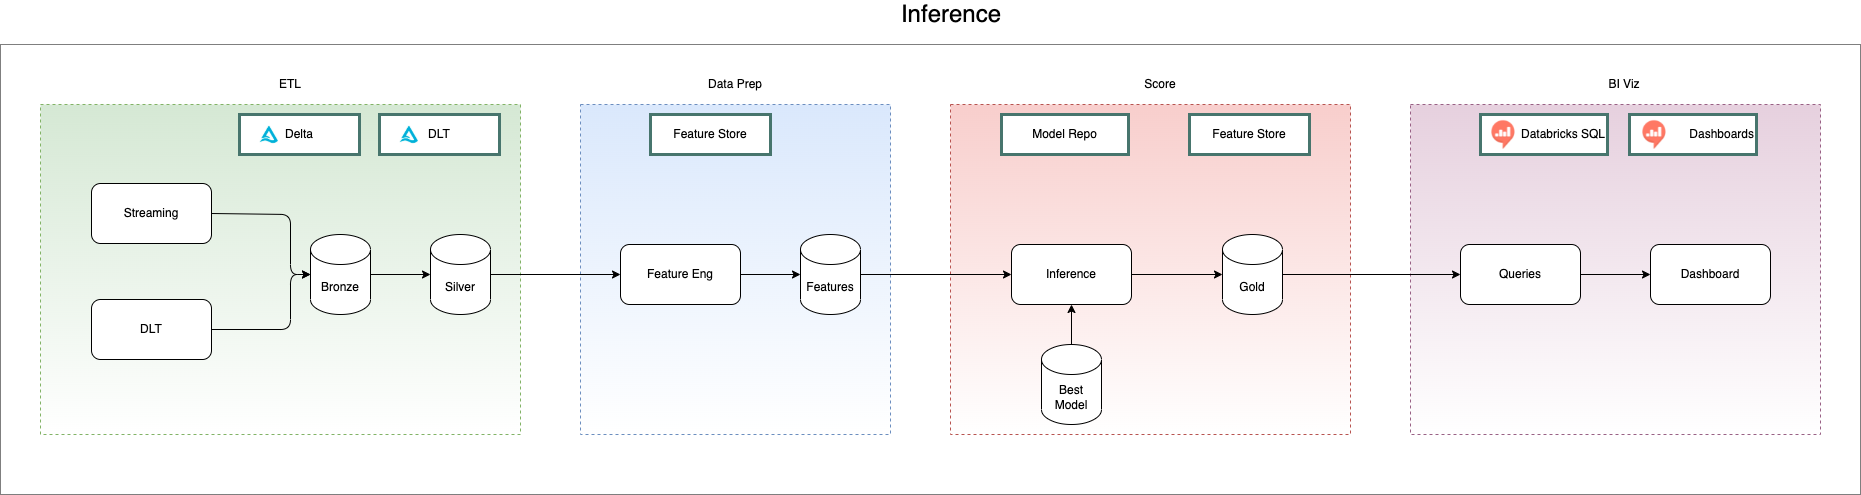 Inference
ETL
Data Prep
Score
BI Viz
Delta
DLT
Feature Store
Model Repo
Feature Store
Databricks SQL
Dashboards
Streaming
DLT
Bronze
Silver
Feature Eng
Features
Inference
Gold
Best
Model
Queries
Dashboard